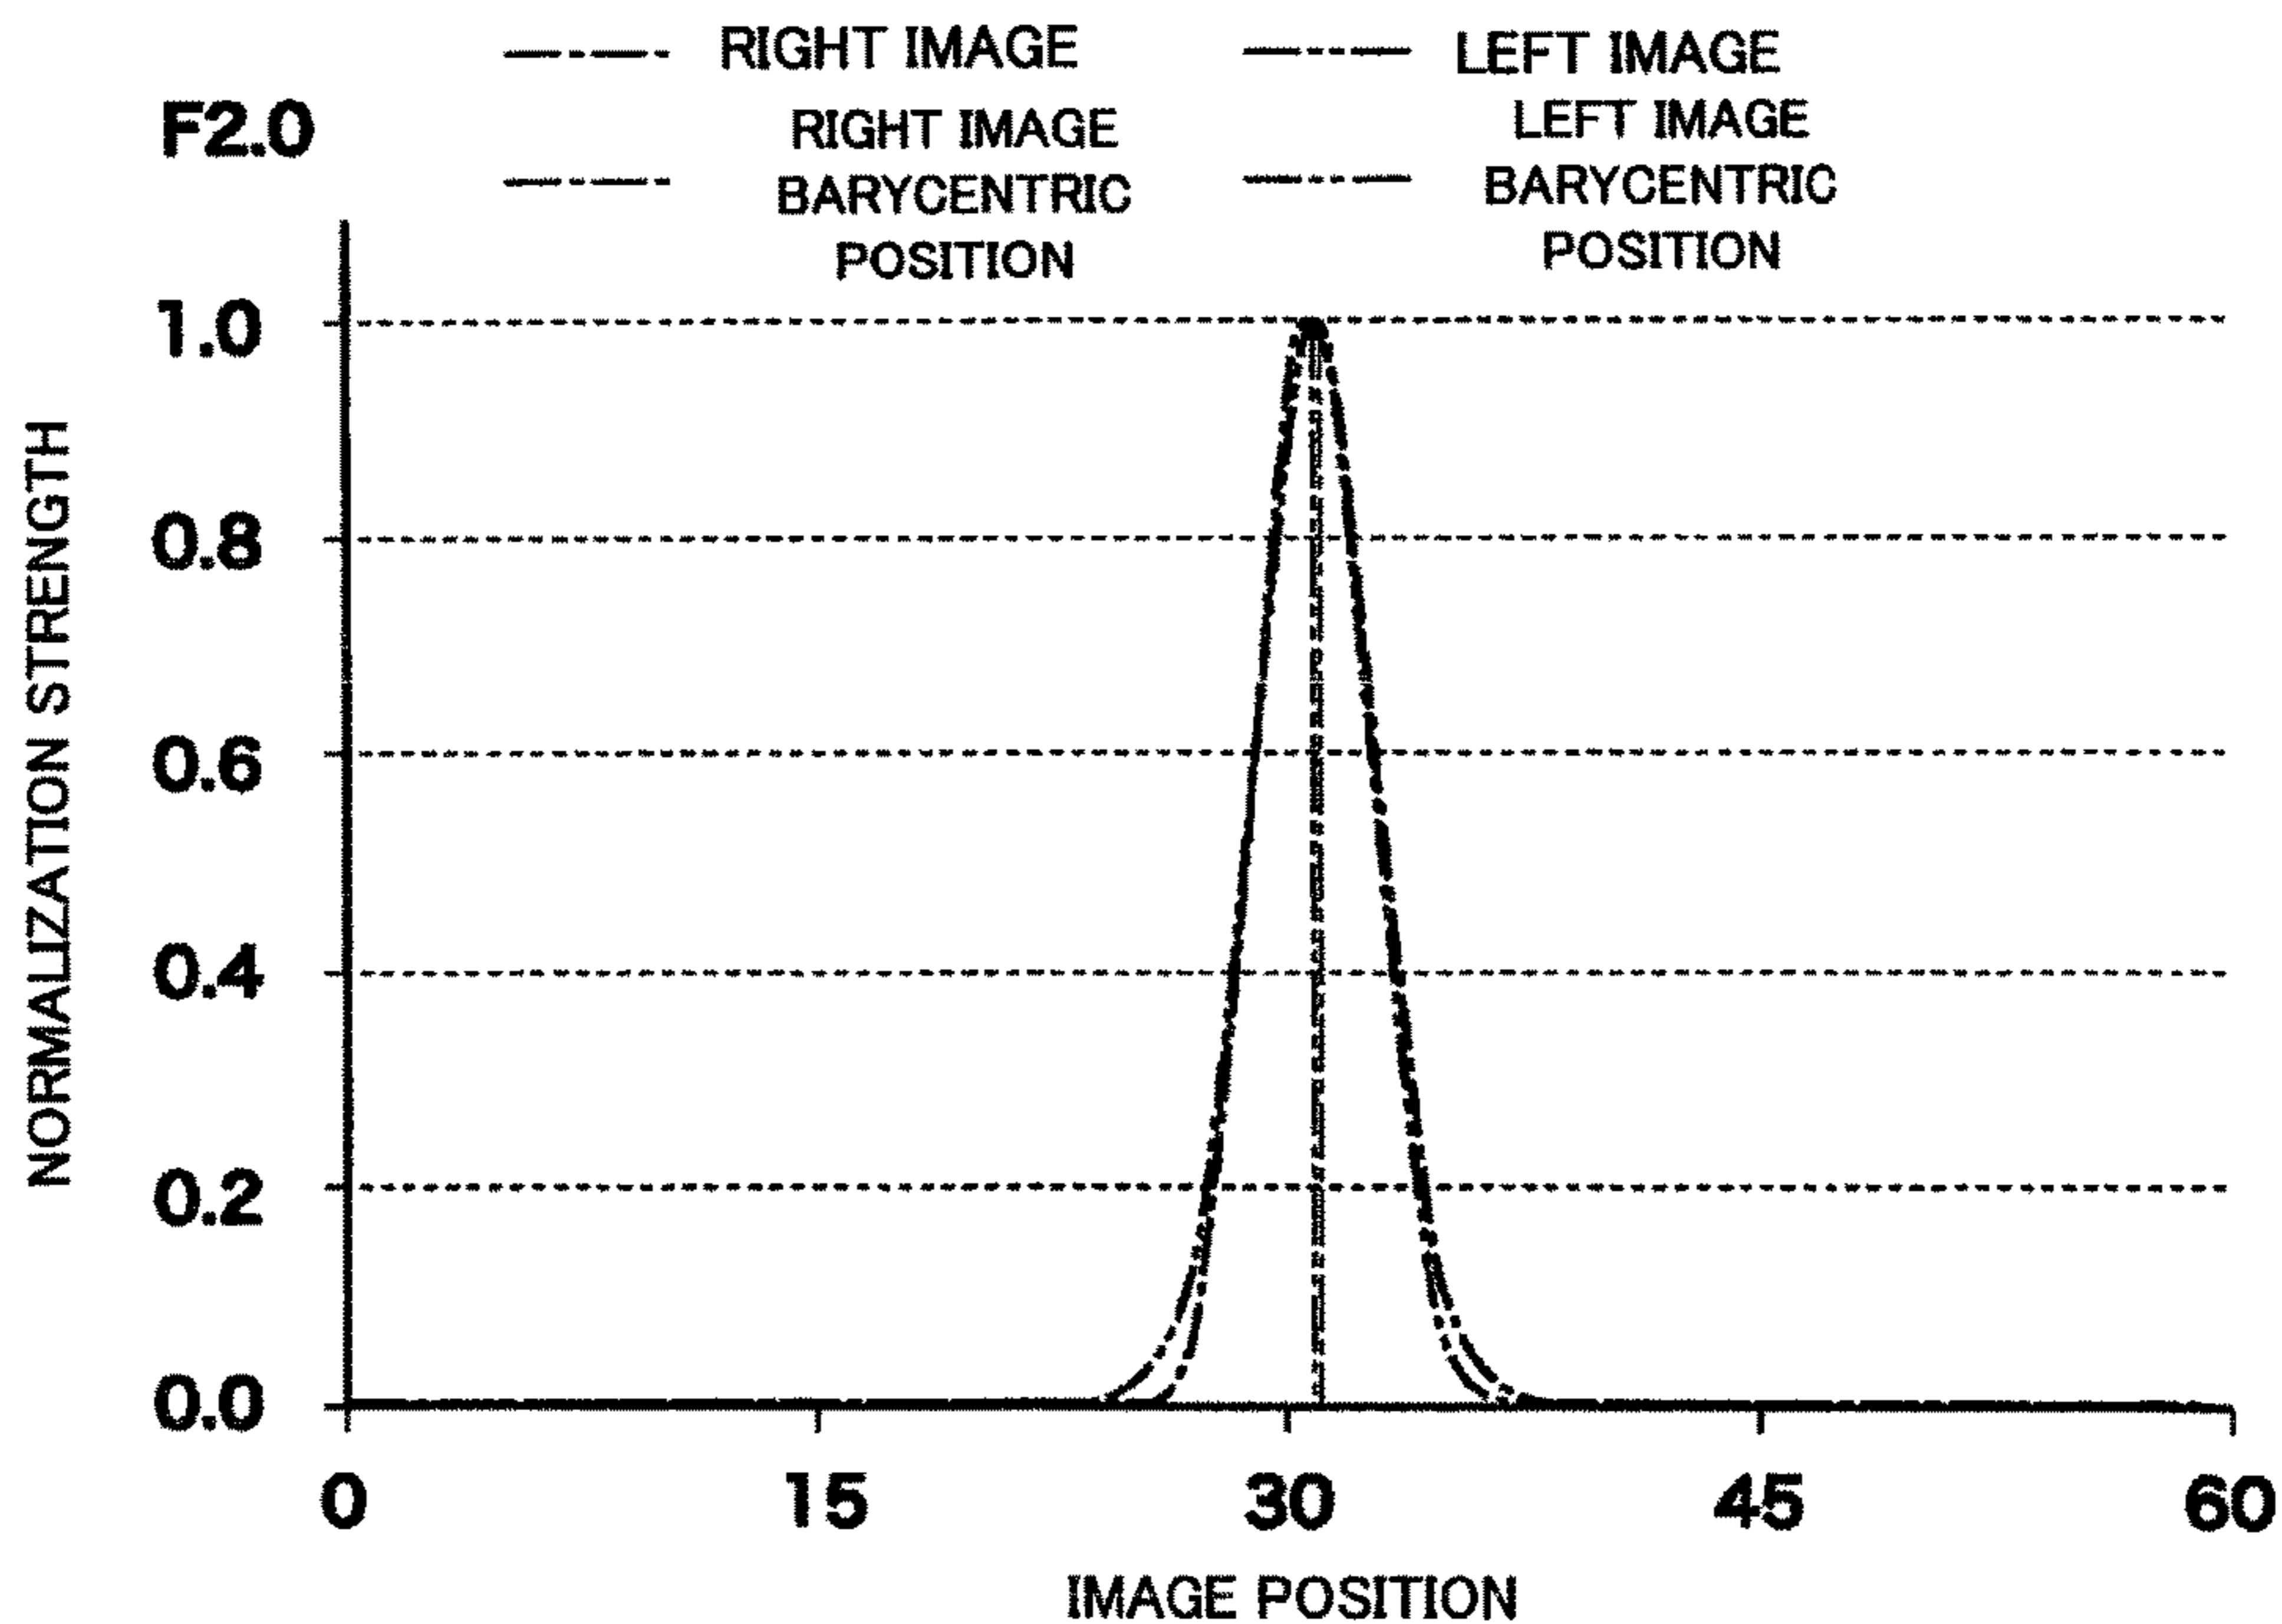 RIGHT IMAGE
LEFT IMAGE
F2.0
RIGHT IMAGE
BARYCENTRIC
POSITION
LEFT IMAGE
BARYCENTRIC
POSITION
NORMALIZATION STRENGTH
1.0
0.8
0.6
0.4
0.2
0.0
0
15
30
45
60
IMAGE POSITION